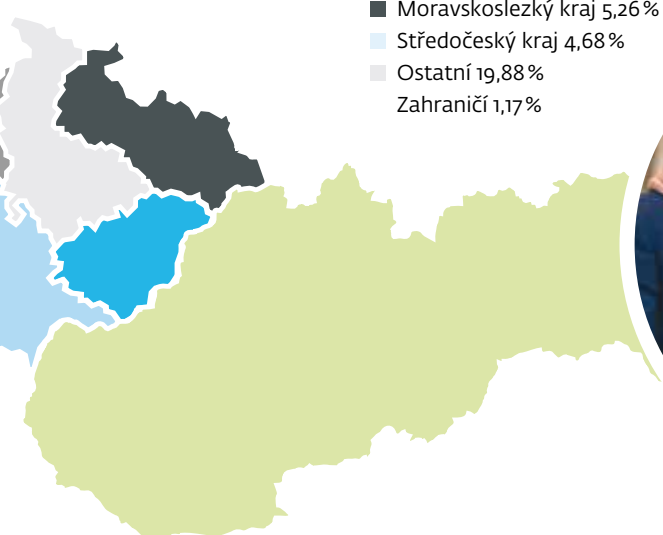 Moravskoslezký kraj 5,26 %
Středočeský kraj 4,68 %
Ostatní 19,88 %
Zahraničí 1,17 %